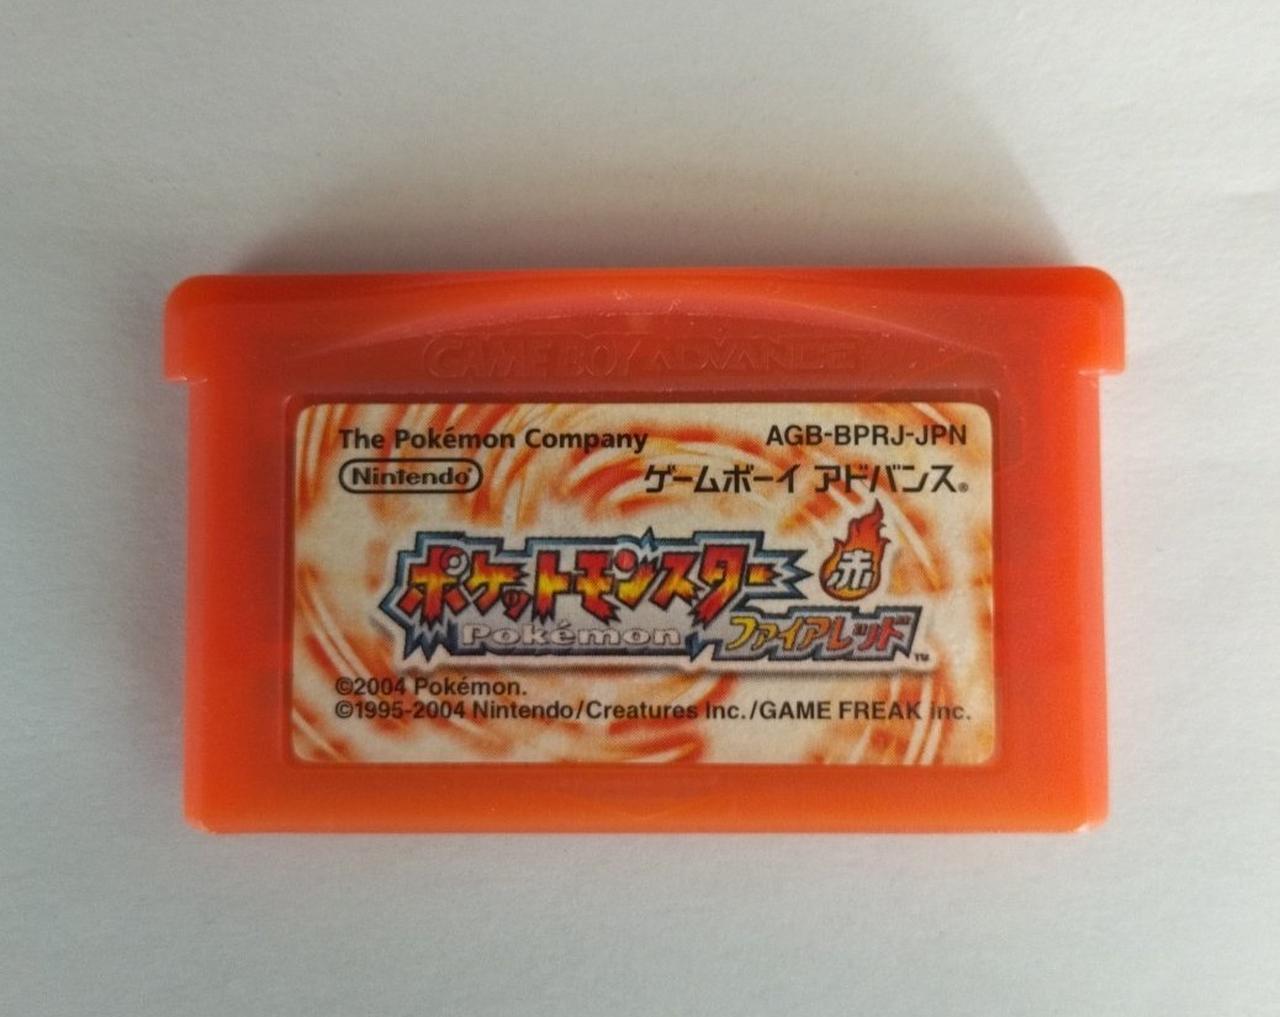 GAME BOY ADVANCE
The Pokémon Company
AGB-BPRJ-JPN
Nintendo®
ゲームボーイ アドバンス®
ポケットモンスター
赤
Pokémon
ファイアレッド™
©2004 Pokémon.
©1995-2004 Nintendo/Creatures Inc./GAME FREAK inc.